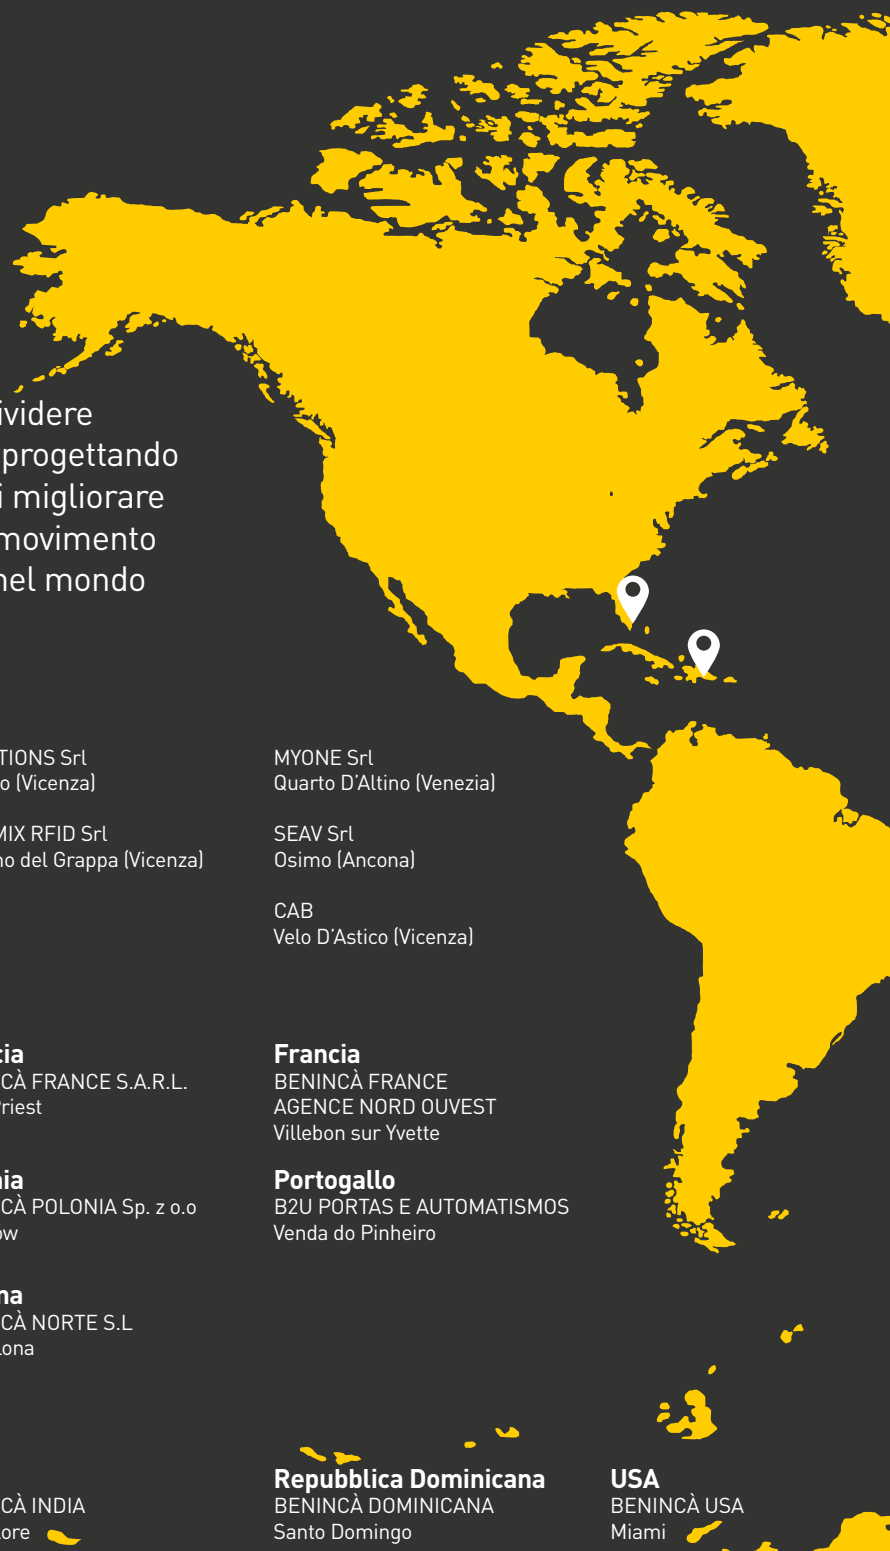 ividere
progettando
i migliorare
movimento
nel mondo
TIONS Srl
o (Vicenza)
MIX RFID Srl
no del Grappa (Vicenza)
MYONE Srl
Quarto D'Altino (Venezia)
SEAV Srl
Osimo (Ancona)
CAB
Velo D'Astico (Vicenza)
cia
CÀ FRANCE S.A.R.L.
Priest
Francia
BENINCÀ FRANCE
AGENCE NORD OUVEST
Villebon sur Yvette
nia
CÀ POLONIA Sp. z o.o
ow
Portogallo
B2U PORTAS E AUTOMATISMOS
Venda do Pinheiro
na
CÀ NORTE S.L
lona
CÀ INDIA
lore
Repubblica Dominicana
BENINCÀ DOMINICANA
Santo Domingo
USA
BENINCÀ USA
Miami